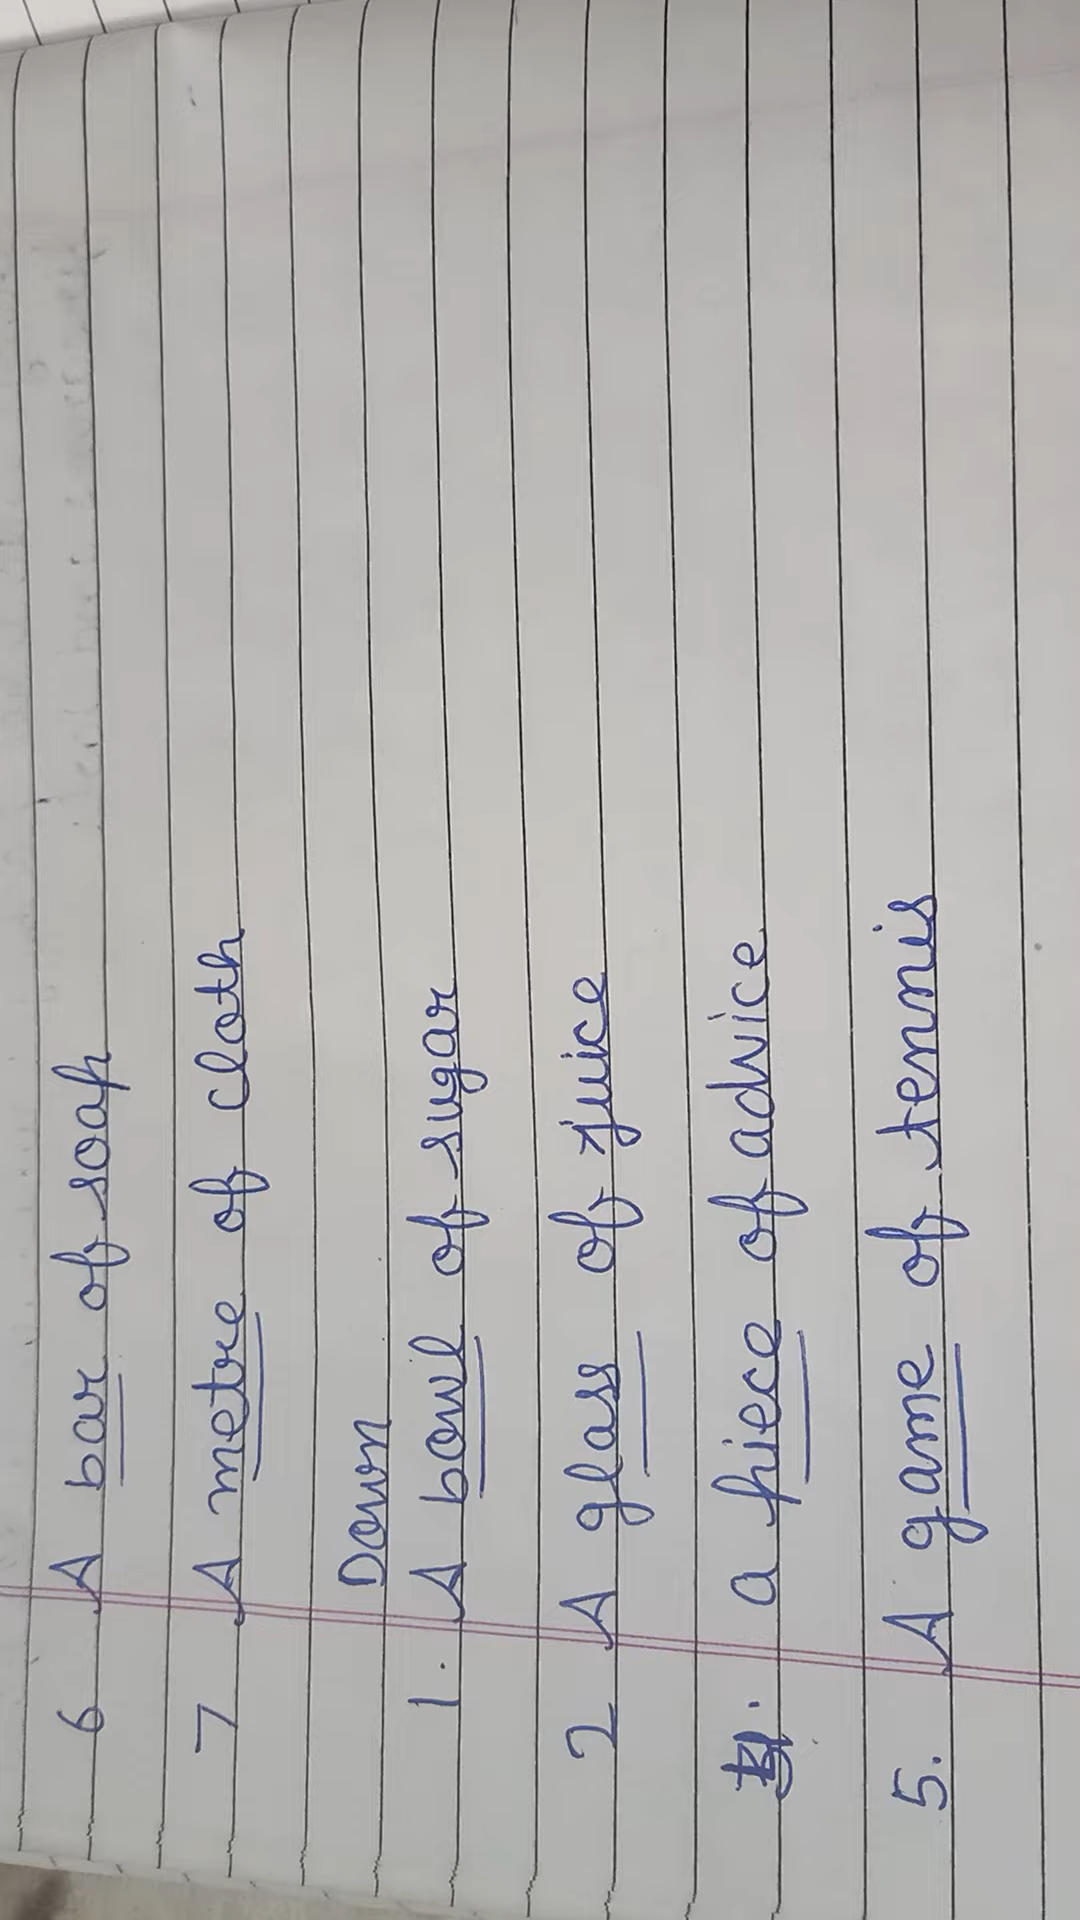 6 A bar of soap
7 A metre of cloth
Down
1. A bowl of sugar
2 A glass of juice
a piece of advice
5. A game of tennis